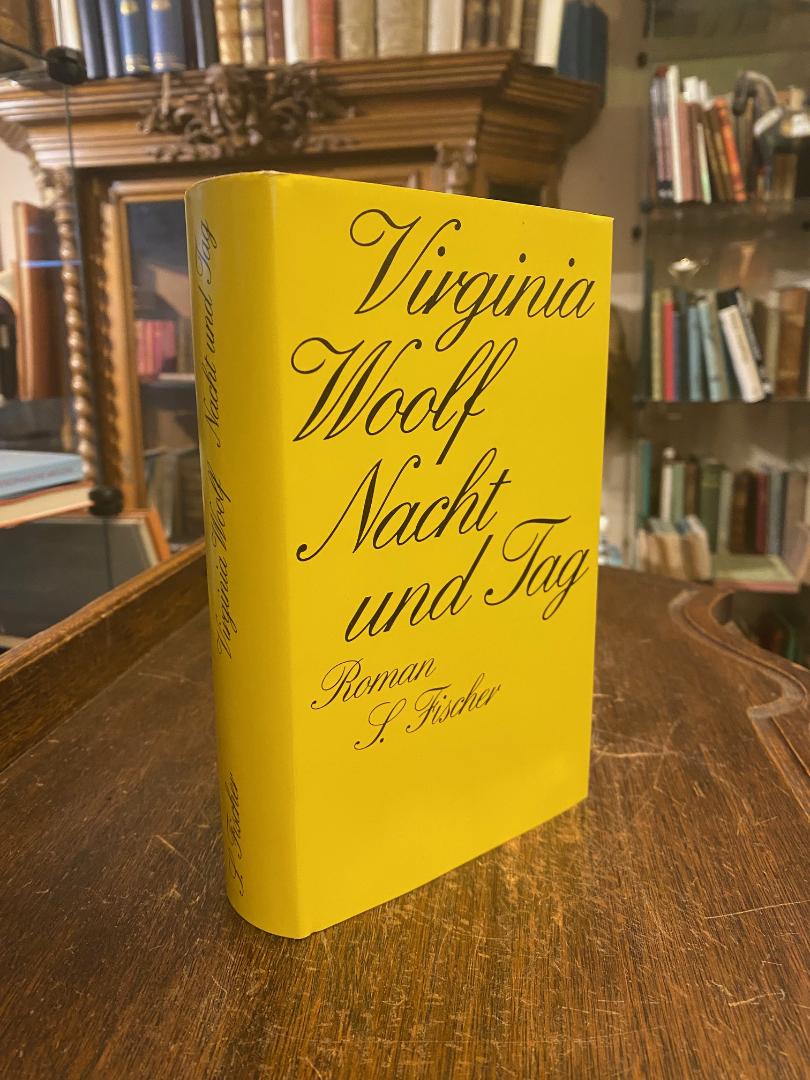 Virginia
Woolf
Nacht
und Tag
Roman
S. Fischer
Virginia Woolf Nacht und Tag
S. Fischer